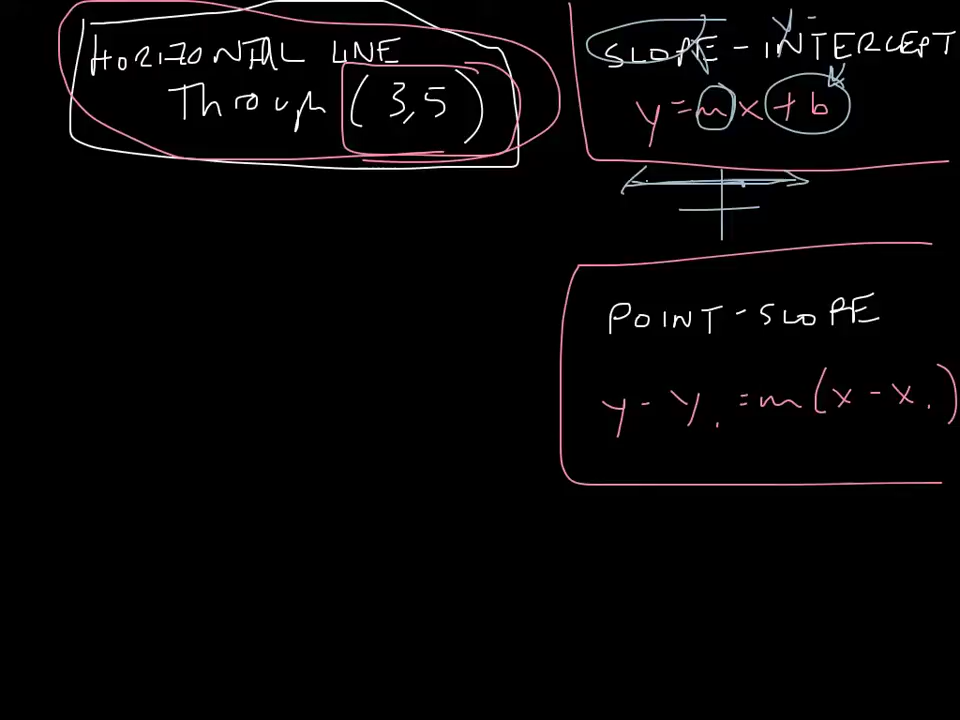 HORIZONTAL LINE
Through (3,5)
SLOPE - INTERCEPT
y = mx + b
POINT - SLOPE
y - y₁ = m(x - x₁)